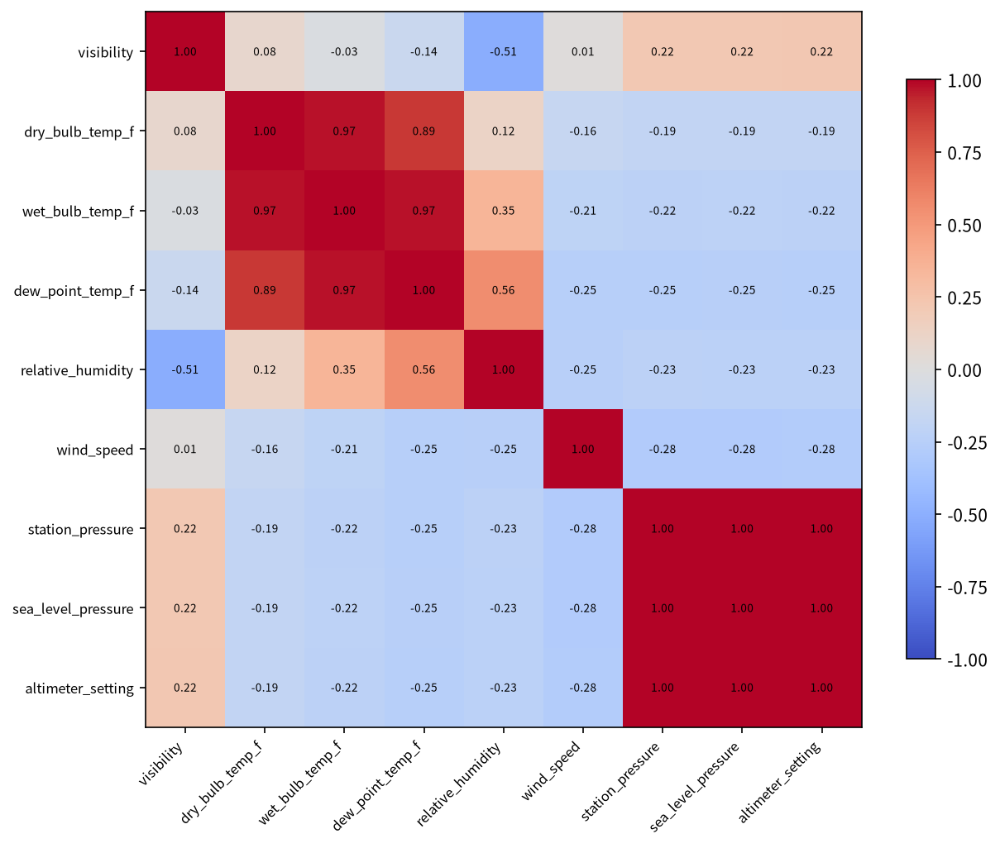 visibility 1.00 0.08 -0.03 -0.14 -0.51 0.01 0.22 0.22 0.22
dry_bulb_temp_f 0.08 1.00 0.97 0.89 0.12 -0.16 -0.19 -0.19 -0.19
wet_bulb_temp_f -0.03 0.97 1.00 0.97 0.35 -0.21 -0.22 -0.22 -0.22
dew_point_temp_f -0.14 0.89 0.97 1.00 0.56 -0.25 -0.25 -0.25 -0.25
relative_humidity -0.51 0.12 0.35 0.56 1.00 -0.25 -0.23 -0.23 -0.23
wind_speed 0.01 -0.16 -0.21 -0.25 -0.25 1.00 -0.28 -0.28 -0.28
station_pressure 0.22 -0.19 -0.22 -0.25 -0.23 -0.28 1.00 1.00 1.00
sea_level_pressure 0.22 -0.19 -0.22 -0.25 -0.23 -0.28 1.00 1.00 1.00
altimeter_setting 0.22 -0.19 -0.22 -0.25 -0.23 -0.28 1.00 1.00 1.00
visibility
dry_bulb_temp_f
wet_bulb_temp_f
dew_point_temp_f
relative_humidity
wind_speed
station_pressure
sea_level_pressure
altimeter_setting
1.00
0.75
0.50
0.25
0.00
-0.25
-0.50
-0.75
-1.00